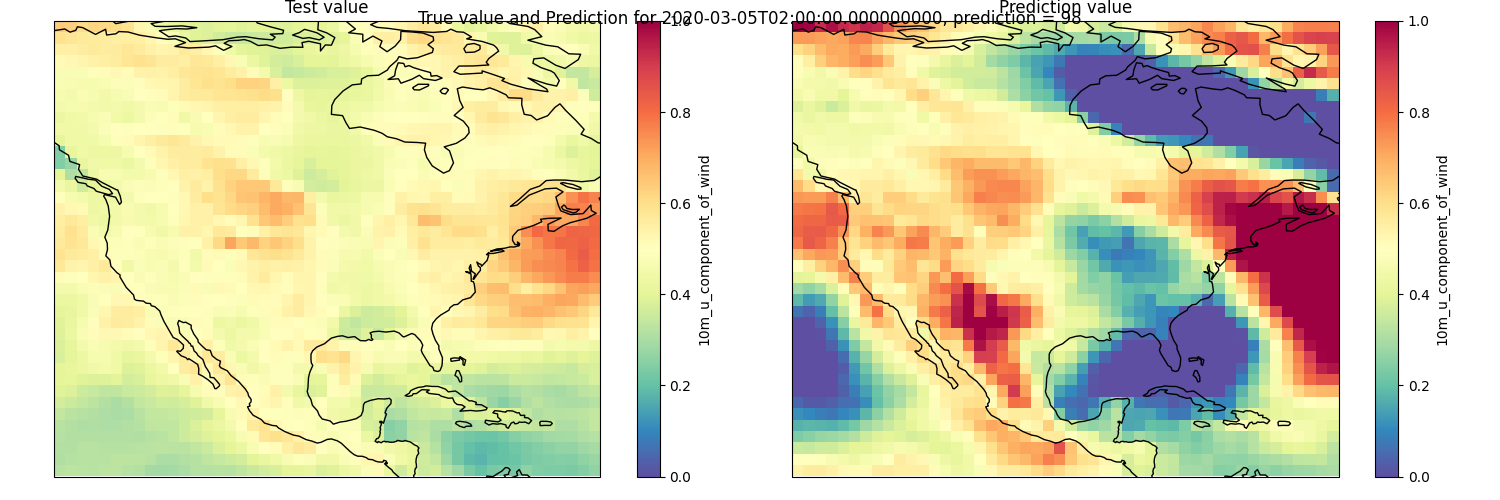 Test value
Prediction value
True value and Prediction for 2020-03-05T02:00:00.000000000, prediction = 98
1.0
0.8
0.6
0.4
0.2
0.0
10m_u_component_of_wind
1.0
0.8
0.6
0.4
0.2
0.0
10m_u_component_of_wind